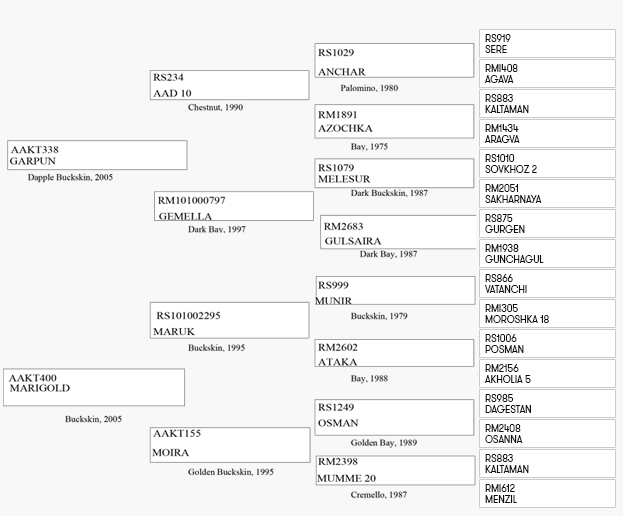 AAKT338
GARPUN
Dapple Buckskin, 2005
AAKT400
MARIGOLD
Buckskin, 2005
RS234
AAD 10
Chestnut, 1990
RM101000797
GEMELLA
Dark Bay, 1997
RS101002295
MARUK
Buckskin, 1995
AAKT155
MOIRA
Golden Buckskin, 1995
RS1029
ANCHAR
Palomino, 1980
RM1891
AZOCHKA
Bay, 1975
RS1079
MELESUR
Dark Buckskin, 1987
RM2683
GULSAIRA
Dark Bay, 1987
RS999
MUNIR
Buckskin, 1979
RM2602
ATAKA
Bay, 1988
RS1249
OSMAN
Golden Bay, 1989
RM2398
MUMME 20
Cremello, 1987
RS919
SERE
RM1408
AGAVA
RS883
KALTAMAN
RM1434
ARAGVA
RS1010
SOVKHOZ 2
RM2051
SAKHARNAYA
RS875
GURGEN
RM1938
GUNCHAGUL
RS866
VATANCHI
RM1305
MOROSHKA 18
RS1006
POSMAN
RM2156
AKHOLIA 5
RS985
DAGESTAN
RM2408
OSANNA
RS883
KALTAMAN
RM1612
MENZIL